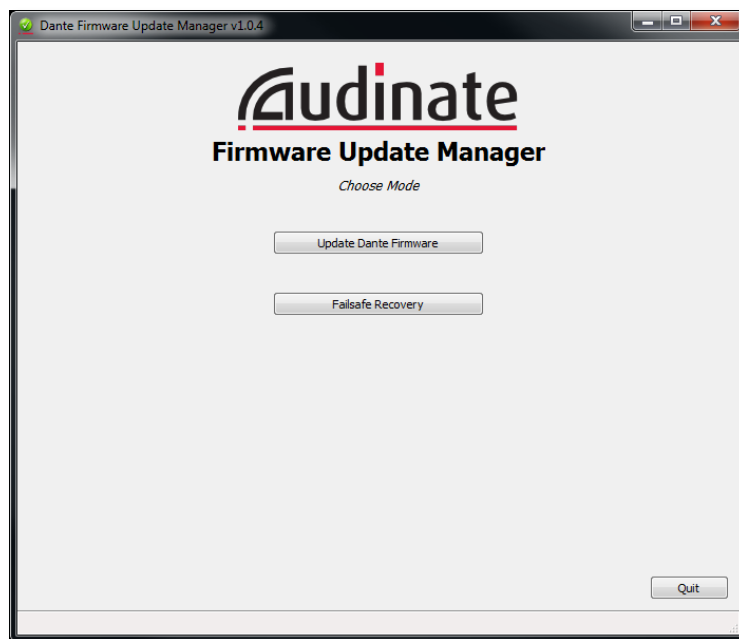 Dante Firmware Update Manager v1.0.4
Audinate
Firmware Update Manager
Choose Mode
Update Dante Firmware
Failsafe Recovery
Quit